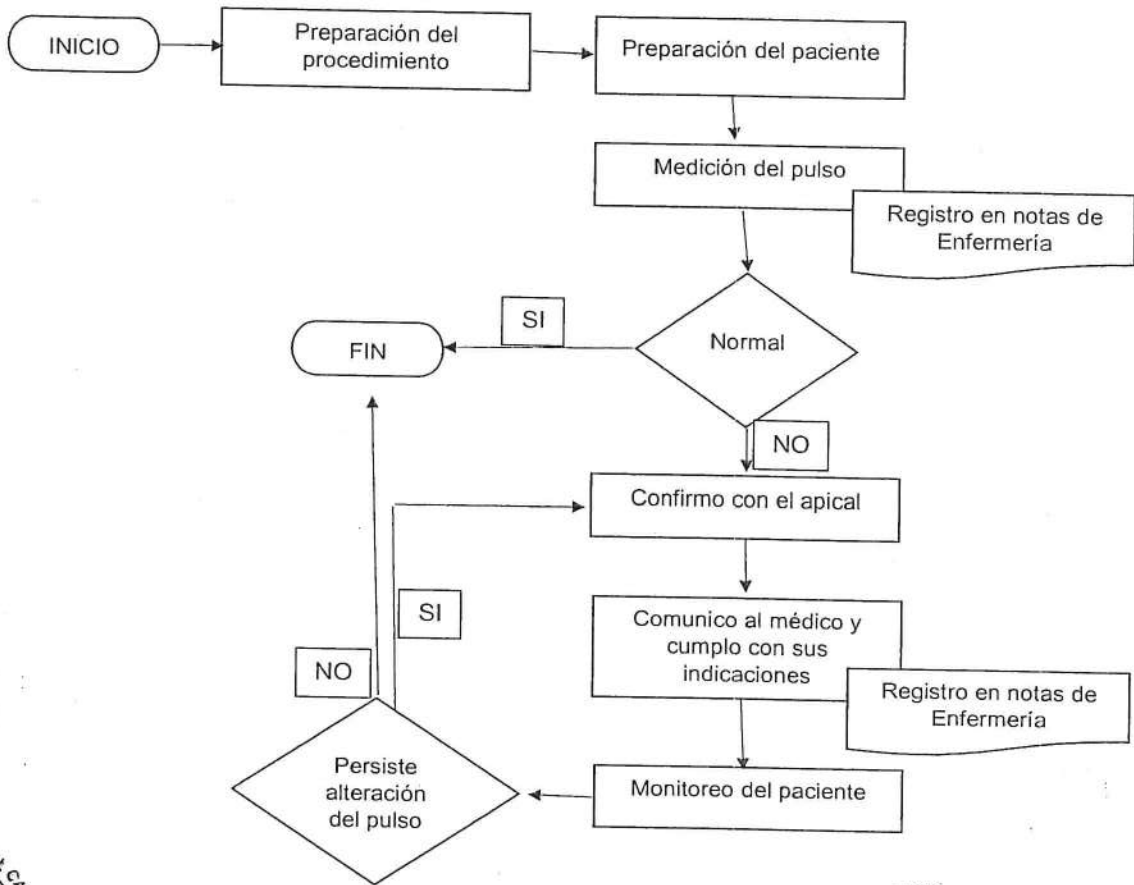 INICIO
Preparación del
procedimiento
Preparación del paciente
Medición del pulso
Registro en notas de
Enfermería
Normal
SI
FIN
NO
Confirmo con el apical
Comunico al médico y
cumplo con sus
indicaciones
Registro en notas de
Enfermería
Monitoreo del paciente
Persiste
alteración
del pulso
SI
NO